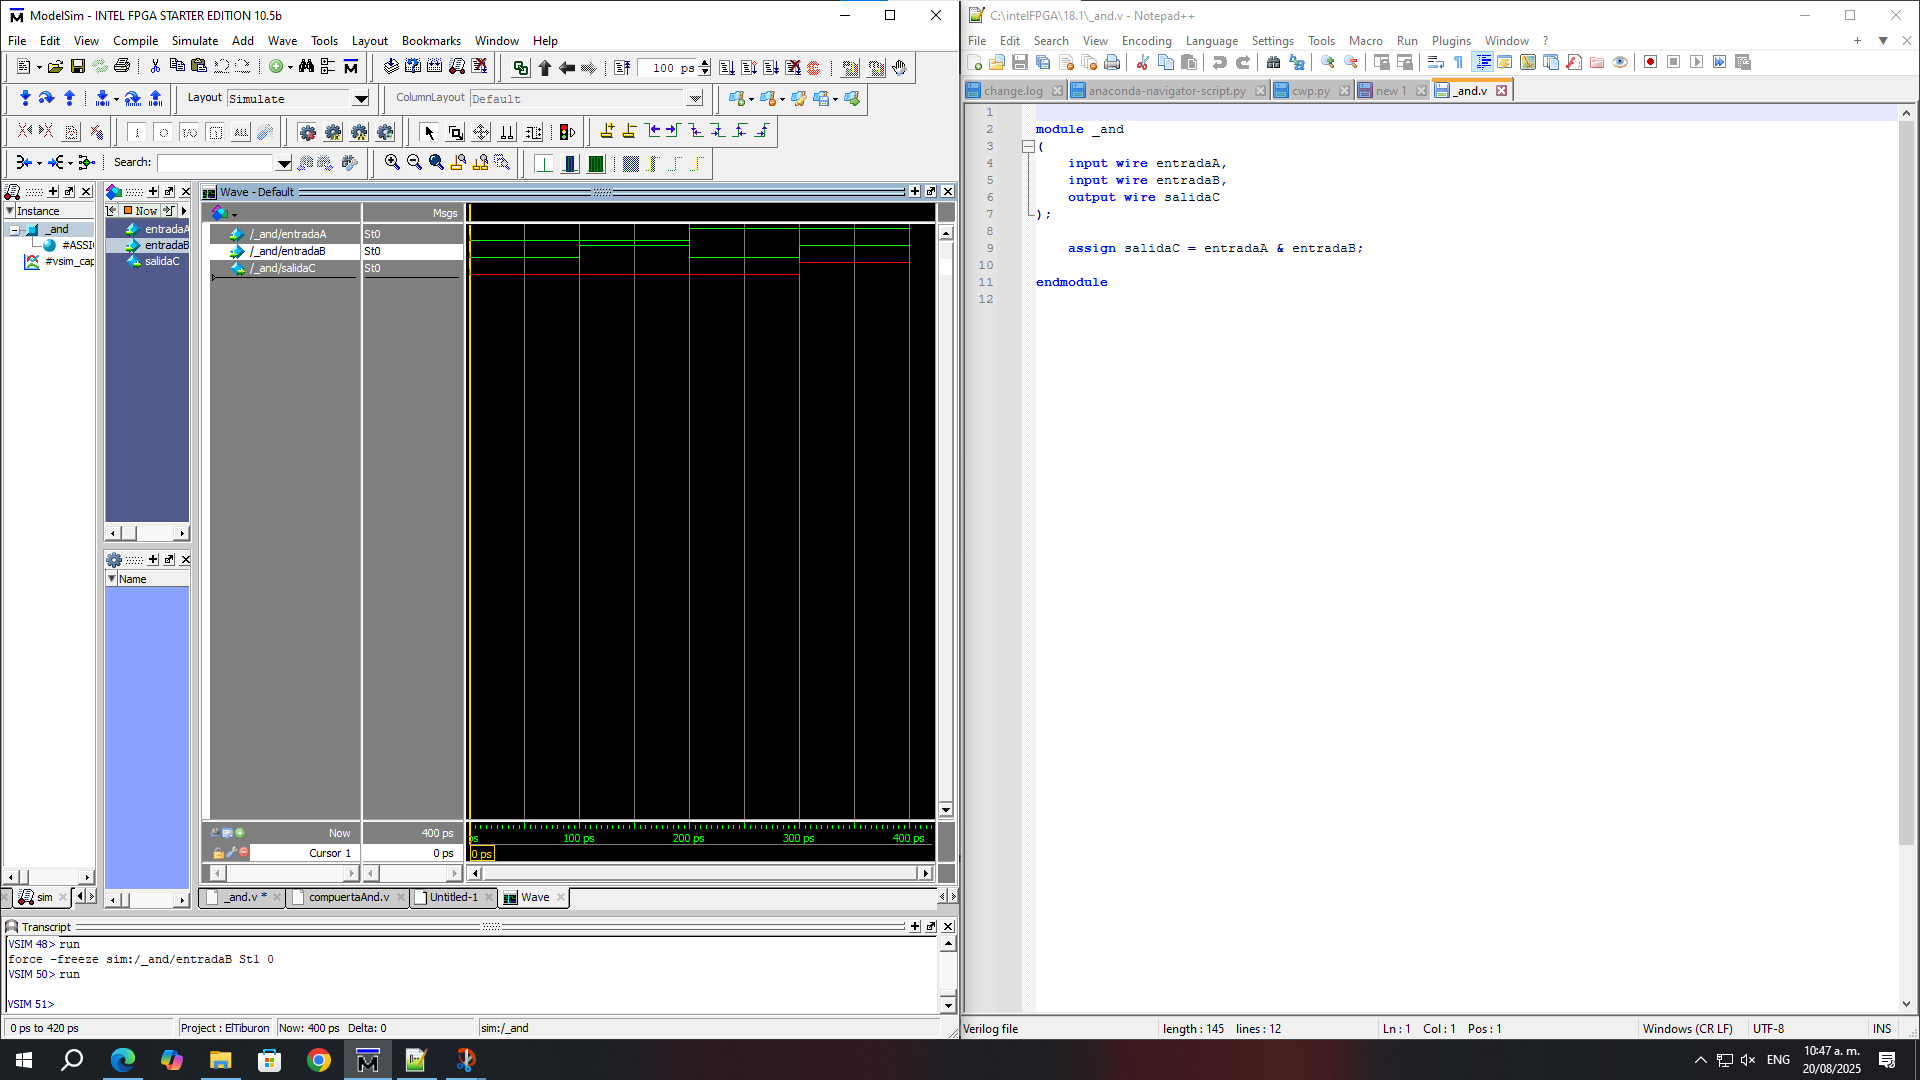 ModelSim - INTEL FPGA STARTER EDITION 10.5b
File Edit View Compile Simulate Add Wave Tools Layout Bookmarks Window Help
100 ps
Layout Simulate
ColumnLayout Default
Search:
Instance
_and
#ASSI
#vsim_cap
Now
entradaA
entradaB
salidaC
Name
Wave - Default
Msgs
/_and/entradaA St0
/_and/entradaB St0
/_and/salidaC St0
Now 400 ps
Cursor 1 0 ps
ps 100 ps 200 ps 300 ps 400 ps
0 ps
sim
_and.v * compuertaAnd.v Untitled-1 Wave
Transcript
VSIM 48> run
force -freeze sim:/_and/entradaB St1 0
VSIM 50> run
VSIM 51>
0 ps to 420 ps Project : ElTiburon Now: 400 ps Delta: 0 sim:/_and
C:\intelFPGA\18.1\_and.v - Notepad++
File Edit Search View Encoding Language Settings Tools Macro Run Plugins Window ?
change.log anaconda-navigator-script.py cwp.py new 1 _and.v
1
2 module _and
3 (
4 input wire entradaA,
5 input wire entradaB,
6 output wire salidaC
7 );
8
9 assign salidaC = entradaA & entradaB;
10
11 endmodule
12
Verilog file length : 145 lines : 12 Ln : 1 Col : 1 Pos : 1 Windows (CR LF) UTF-8 INS
ENG
10:47 a. m.
20/08/2025